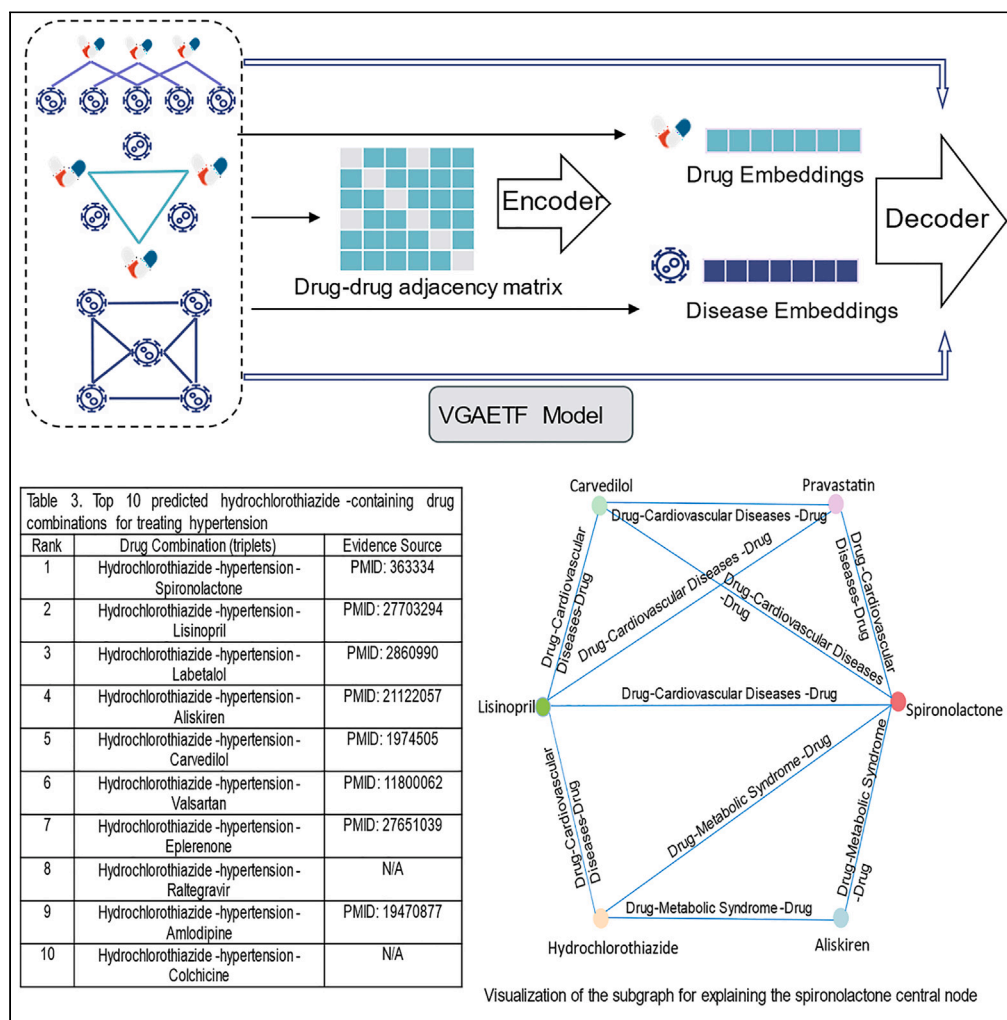 Encoder
Drug-drug adjacency matrix
Drug Embeddings
Disease Embeddings
Decoder
VGAETF Model
Table 3. Top 10 predicted hydrochlorothiazide -containing drug
combinations for treating hypertension
Rank Drug Combination (triplets) Evidence Source
1 Hydrochlorothiazide -hypertension - PMID: 363334
Spironolactone
2 Hydrochlorothiazide -hypertension - PMID: 27703294
Lisinopril
3 Hydrochlorothiazide -hypertension - PMID: 2860990
Labetalol
4 Hydrochlorothiazide -hypertension - PMID: 21122057
Aliskiren
5 Hydrochlorothiazide -hypertension - PMID: 1974505
Carvedilol
6 Hydrochlorothiazide -hypertension - PMID: 11800062
Valsartan
7 Hydrochlorothiazide -hypertension - PMID: 27651039
Eplerenone
8 Hydrochlorothiazide -hypertension - N/A
Raltegravir
9 Hydrochlorothiazide -hypertension - PMID: 19470877
Amlodipine
10 Hydrochlorothiazide -hypertension - N/A
Colchicine
Carvedilol
Pravastatin
Drug-Cardiovascular Diseases -Drug
Drug-Cardiovascular
Diseases-Drug
Drug-Cardiovascular Diseases -Drug
Drug-Cardiovascular Diseases
-Drug
Drug-Cardiovascular
Diseases-Drug
Lisinopril
Drug-Cardiovascular Diseases -Drug
Spironolactone
Drug-Cardiovascular
Diseases-Drug
Drug-Metabolic Syndrome-Drug
Drug-Metabolic Syndrome
-Drug
Drug-Metabolic Syndrome-Drug
Hydrochlorothiazide
Aliskiren
Visualization of the subgraph for explaining the spironolactone central node